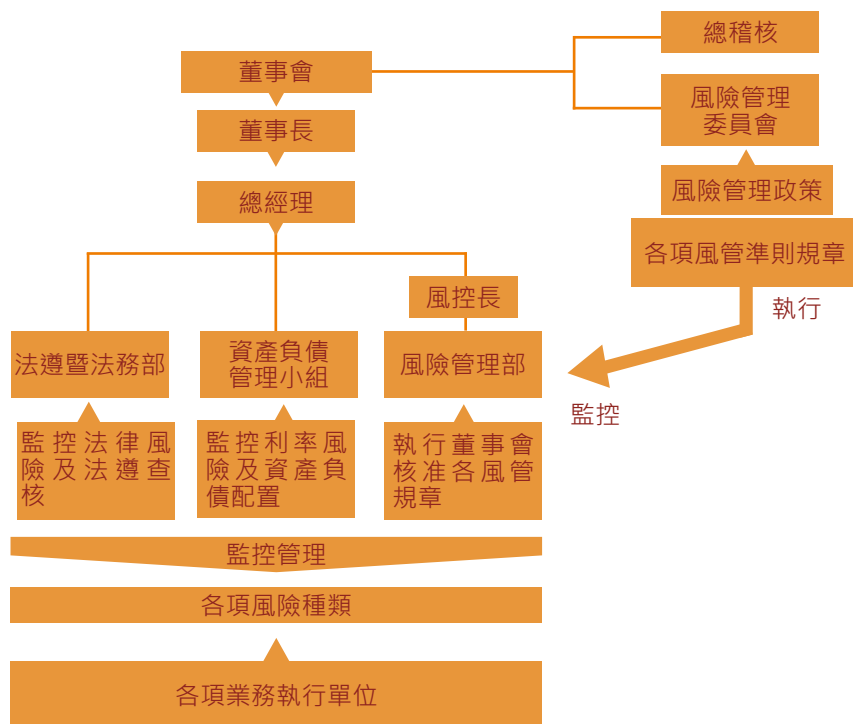 總稽核
董事會
風險管理
委員會
董事長
風險管理政策
總經理
各項風管準則規章
風控長
執行
法遵暨法務部
資產負債
管理小組
風險管理部
監控
監控法律風
險及法遵查
核
監控利率風
險及資產負
債配置
執行董事會
核准各風管
規章
監控管理
各項風險種類
各項業務執行單位